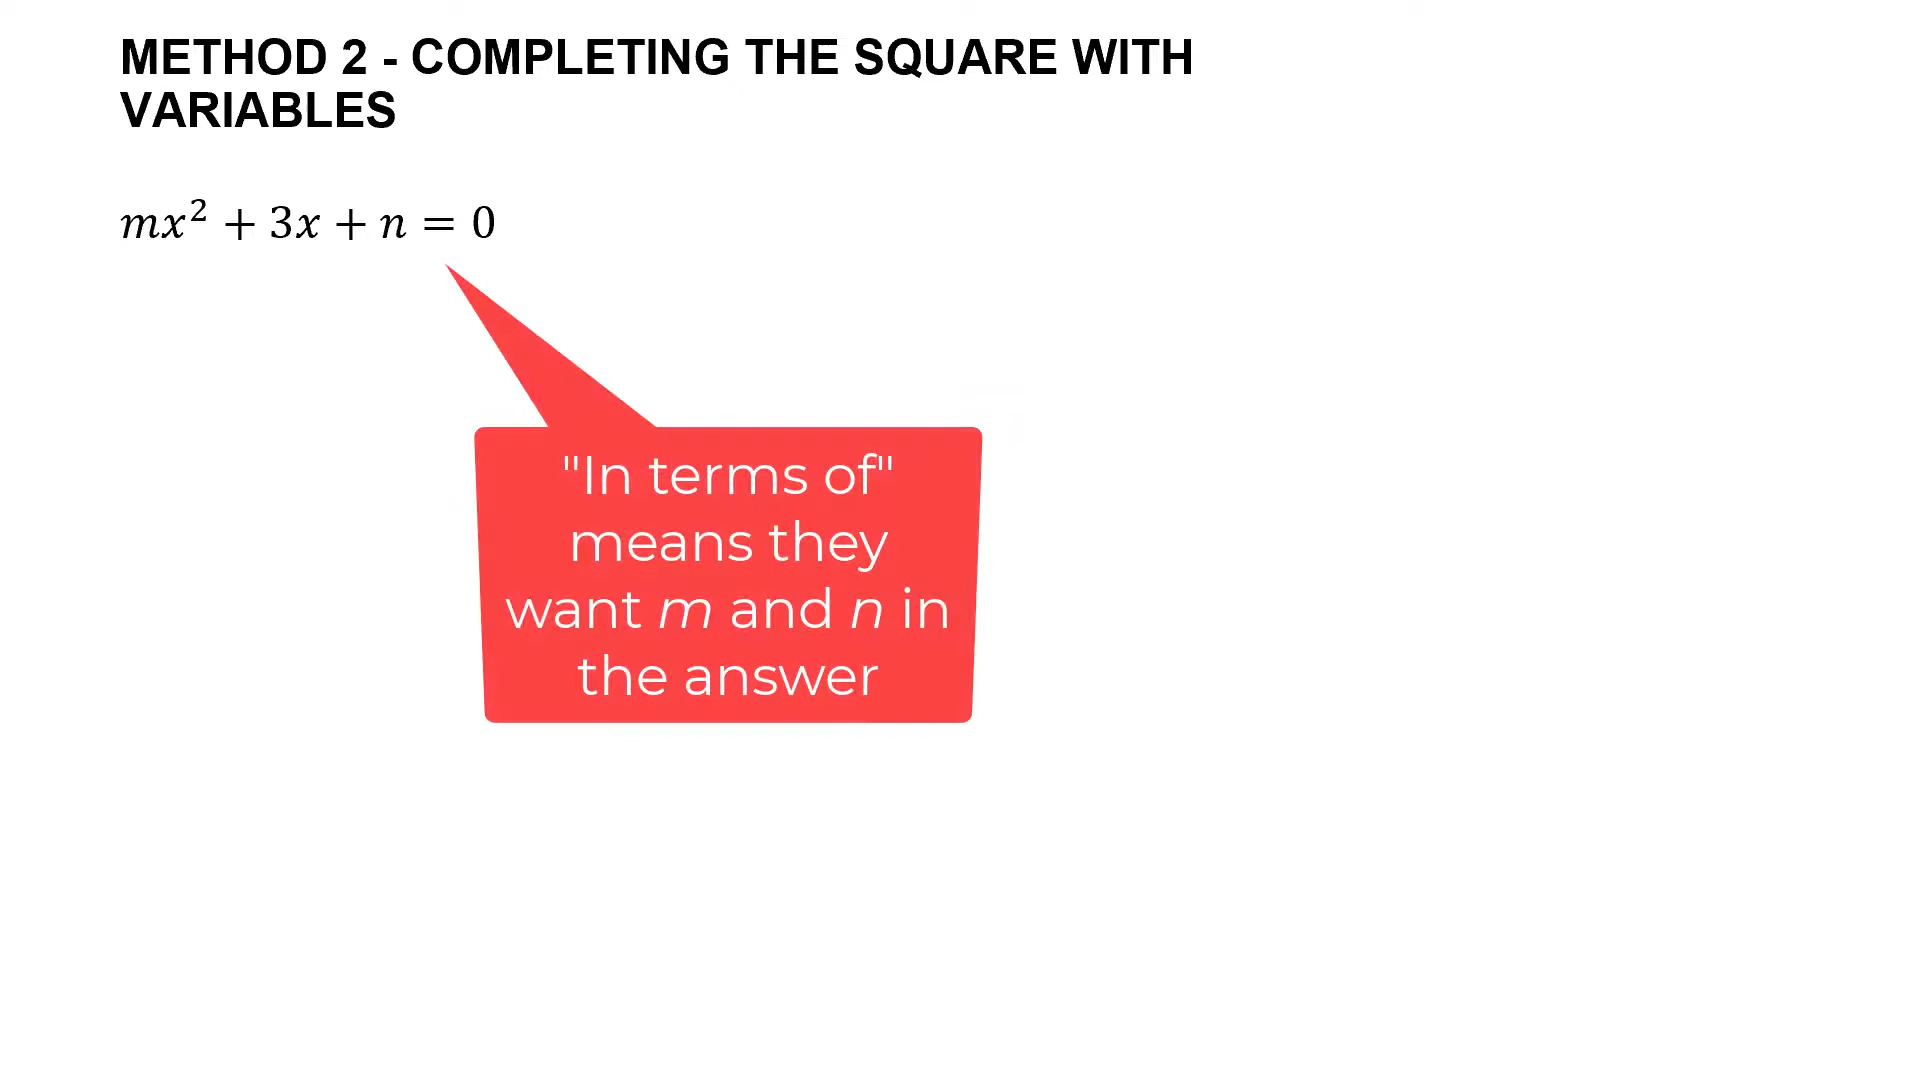 METHOD 2 - COMPLETING THE SQUARE WITH
VARIABLES
mx² + 3x + n = 0
"In terms of"
means they
want m and n in
the answer